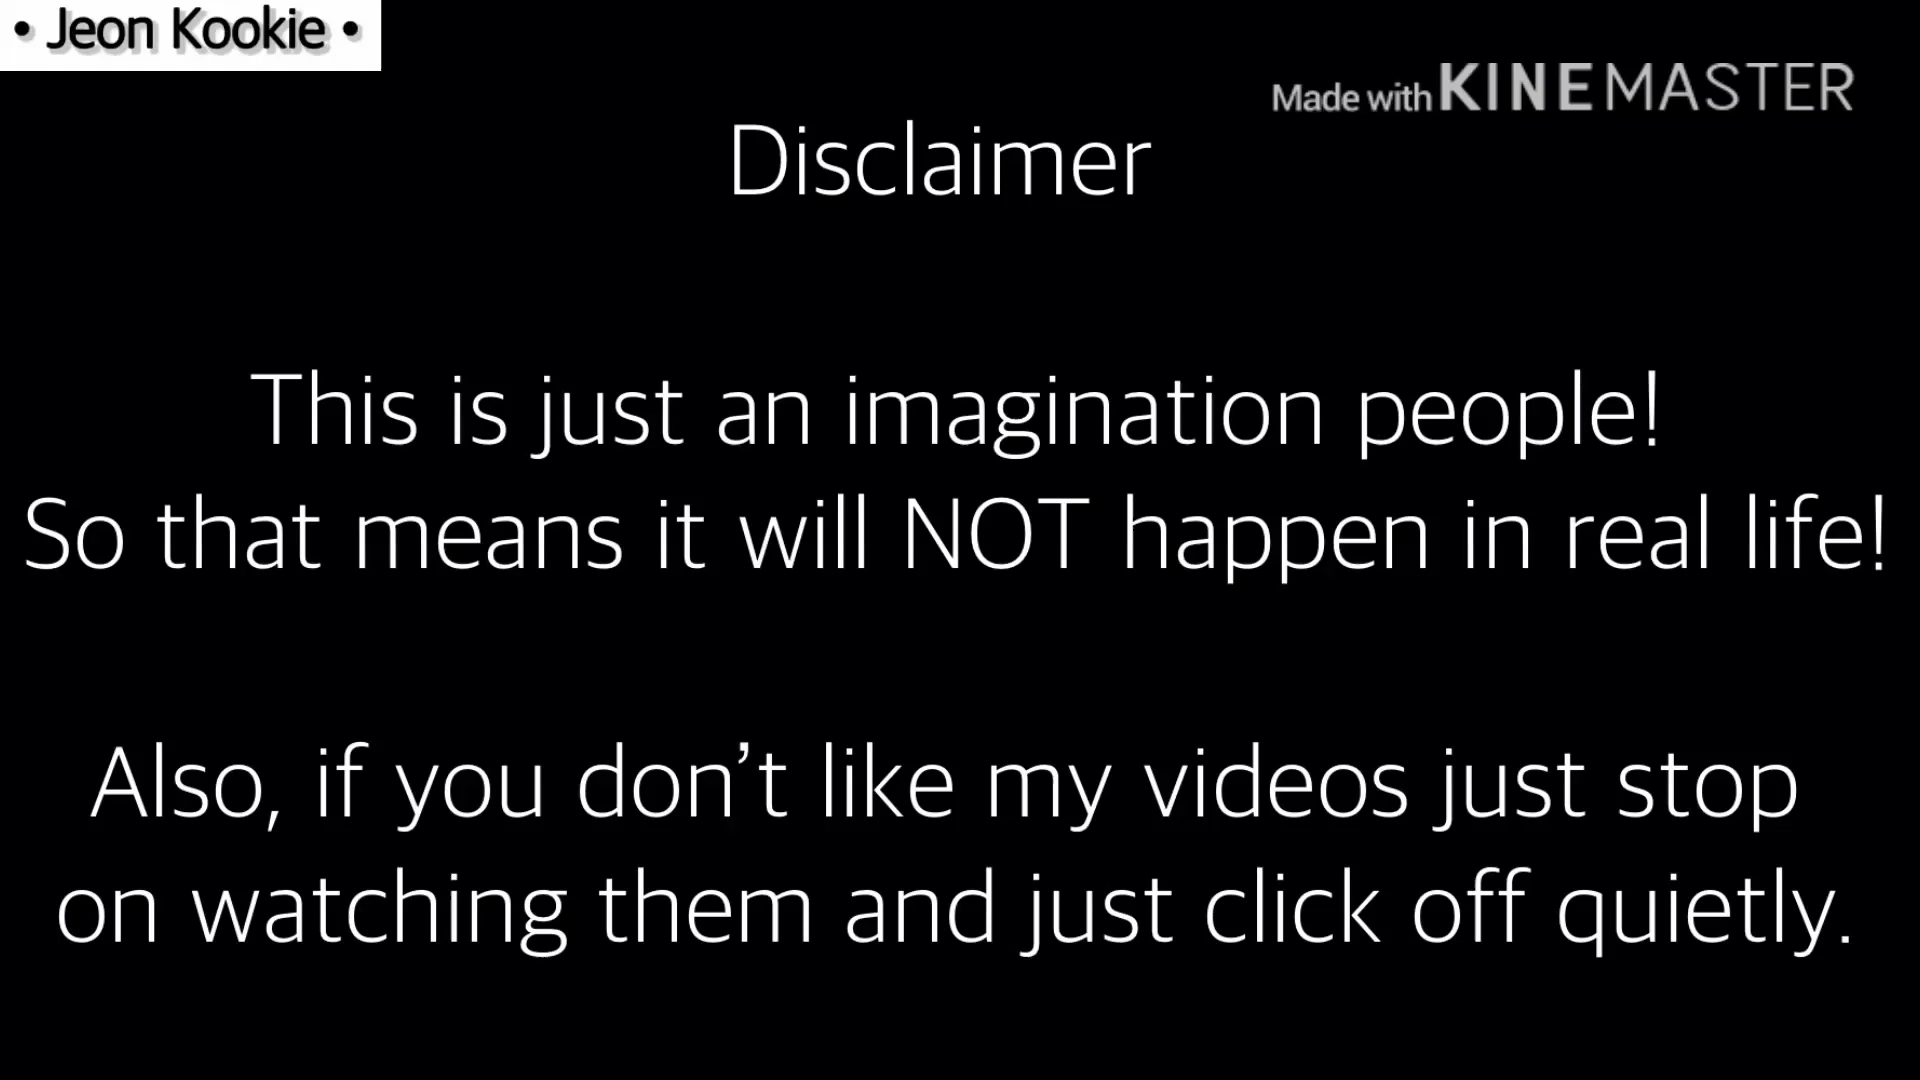 • Jeon Kookie •
Made with KINEMASTER
Disclaimer
This is just an imagination people!
So that means it will NOT happen in real life!
Also, if you don’t like my videos just stop
on watching them and just click off quietly.